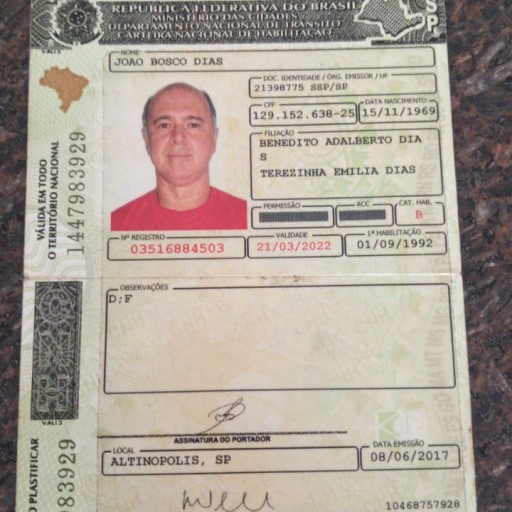 REPÚBLICA FEDERATIVA DO BRASIL
MINISTÉRIO DAS CIDADES
DEPARTAMENTO NACIONAL DE TRÂNSITO
CARTEIRA NACIONAL DE HABILITAÇÃO
SP
NOME
JOAO BOSCO DIAS
DOC. IDENTIDADE / ÓRG. EMISSOR / UF
21398775 SSP/SP
CPF
129.152.638-25
DATA NASCIMENTO
15/11/1969
FILIAÇÃO
BENEDITO ADALBERTO DIA
S
TEREZINHA EMILIA DIAS
PERMISSÃO
ACC
CAT. HAB.
B
Nº REGISTRO
03516884503
VALIDADE
21/03/2022
1ª HABILITAÇÃO
01/09/1992
VÁLIDA EM TODO
O TERRITÓRIO NACIONAL
1447983929
OBSERVAÇÕES
D;F
ASSINATURA DO PORTADOR
LOCAL
ALTINOPOLIS, SP
DATA EMISSÃO
08/06/2017
O PLASTIFICAR
83929
10468757928